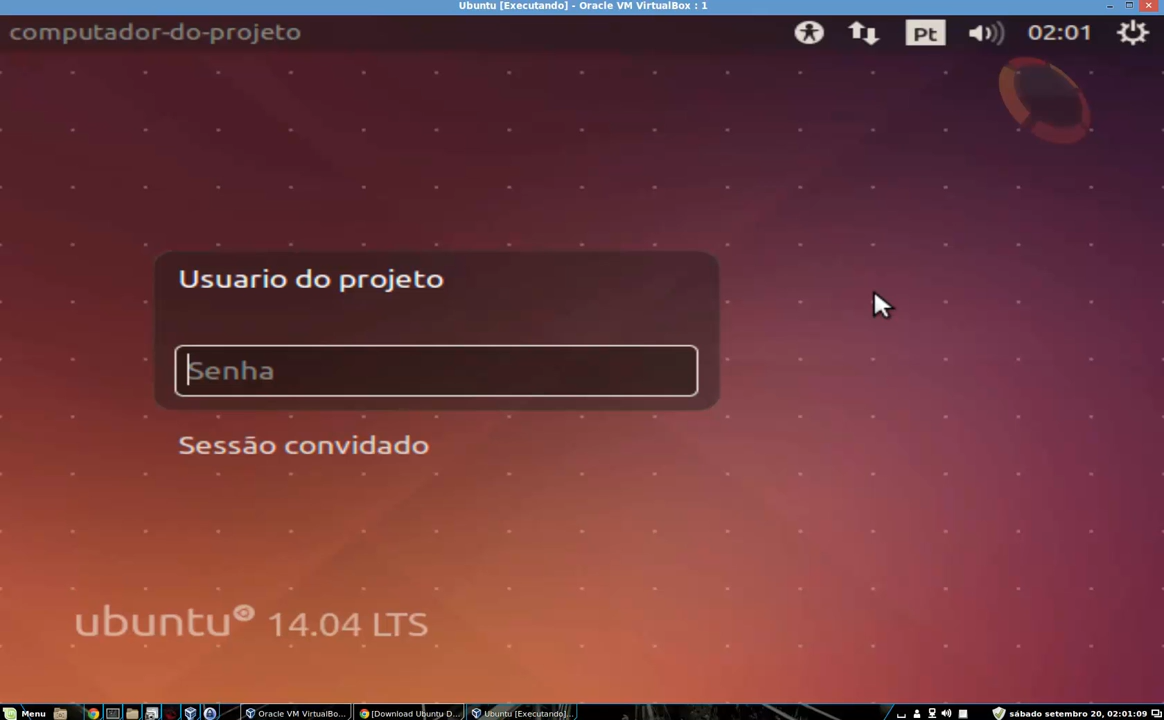 Ubuntu [Executando] - Oracle VM VirtualBox : 1
computador-do-projeto
Pt
02:01
Usuario do projeto
Senha
Sessão convidado
ubuntu® 14.04 LTS
Menu
Oracle VM VirtualBo...
[Download Ubuntu D...
Ubuntu [Executando]...
sábado setembro 20, 02:01:09